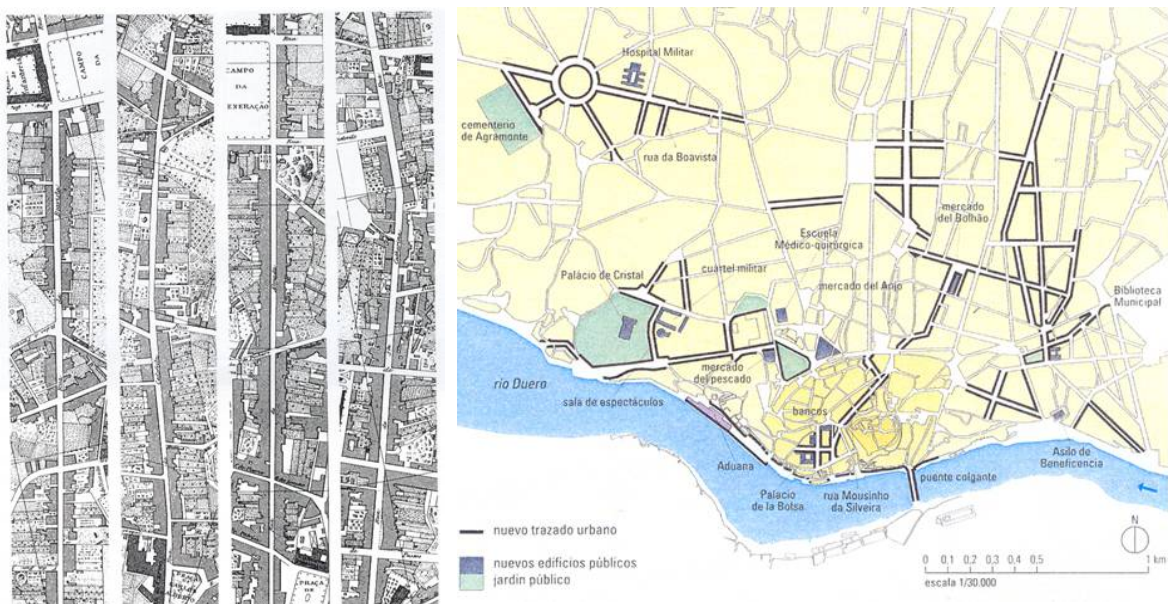 CAMPO
DA
CAMPO
DA
PRAÇA
DE
Hospital Militar
cementerio
de Agramonte
rua da Boavista
mercado
del Bolhão
Escuela
Médico-quirúrgica
Palácio de Cristal
cuartel militar
mercado del Anjo
Biblioteca
Municipal
río Duero
mercado
del pescado
sala de espectáculos
bancos
Aduana
Asilo de
Beneficencia
puente colgante
Palacio
de la Bolsa
rua Mousinho
da Silveira
nuevo trazado urbano
nuevos edificios públicos
jardín público
N
0 0,1 0,2 0,3 0,4 0,5 1 km
escala 1/30.000